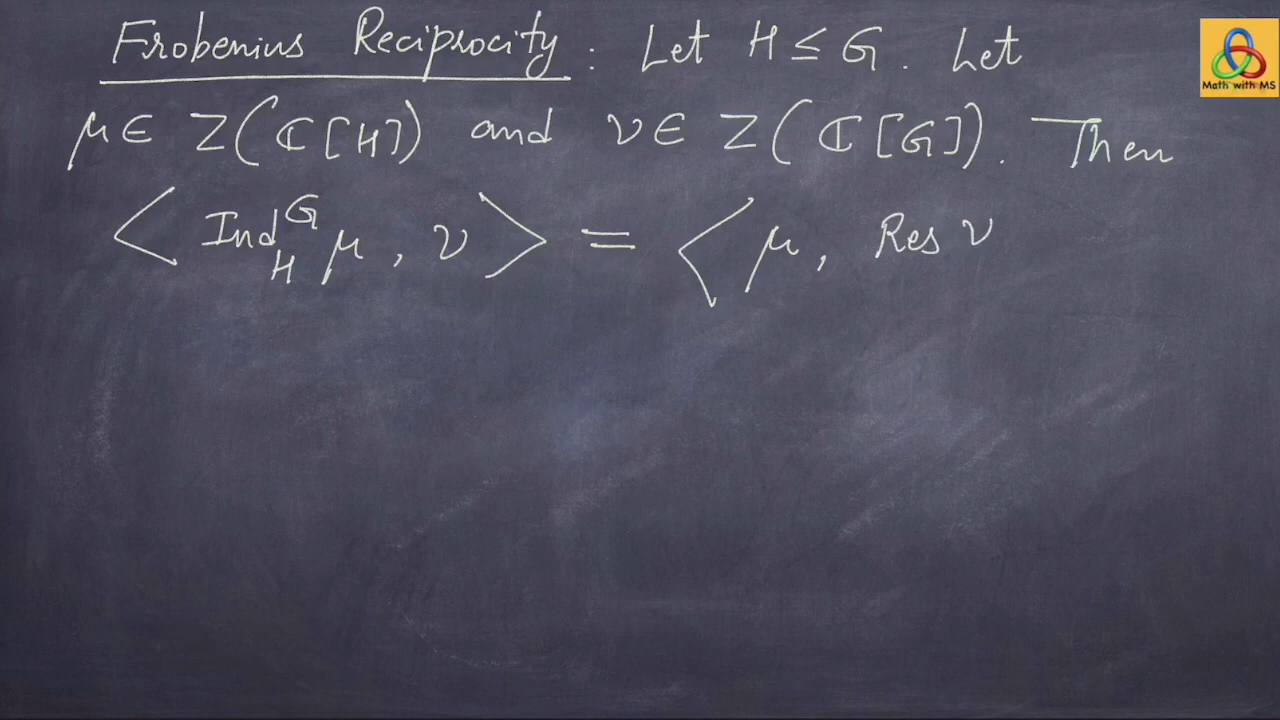 Frobenius Reciprocity : Let H ≤ G. Let
μ ∈ Z(ℂ[H]) and ν ∈ Z(ℂ[G]). Then
⟨ Ind_H^G μ, ν ⟩ = ⟨ μ, Res ν
Math with MS